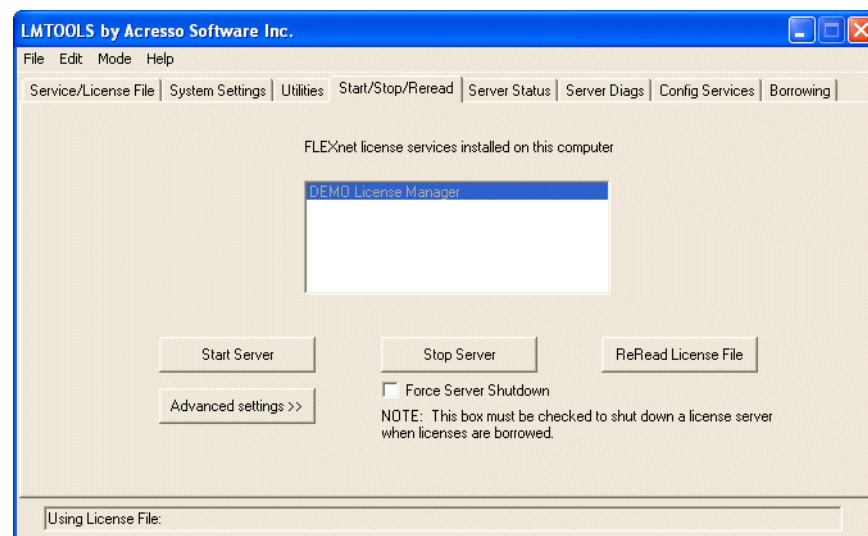 LMTOOLS by Acresso Software Inc.
File Edit Mode Help
Service/License File System Settings Utilities Start/Stop/Reread Server Status Server Diags Config Services Borrowing
FLEXnet license services installed on this computer
DEMO License Manager
Start Server Stop Server ReRead License File
Advanced settings >> Force Server Shutdown
NOTE: This box must be checked to shut down a license server
when licenses are borrowed.
Using License File: